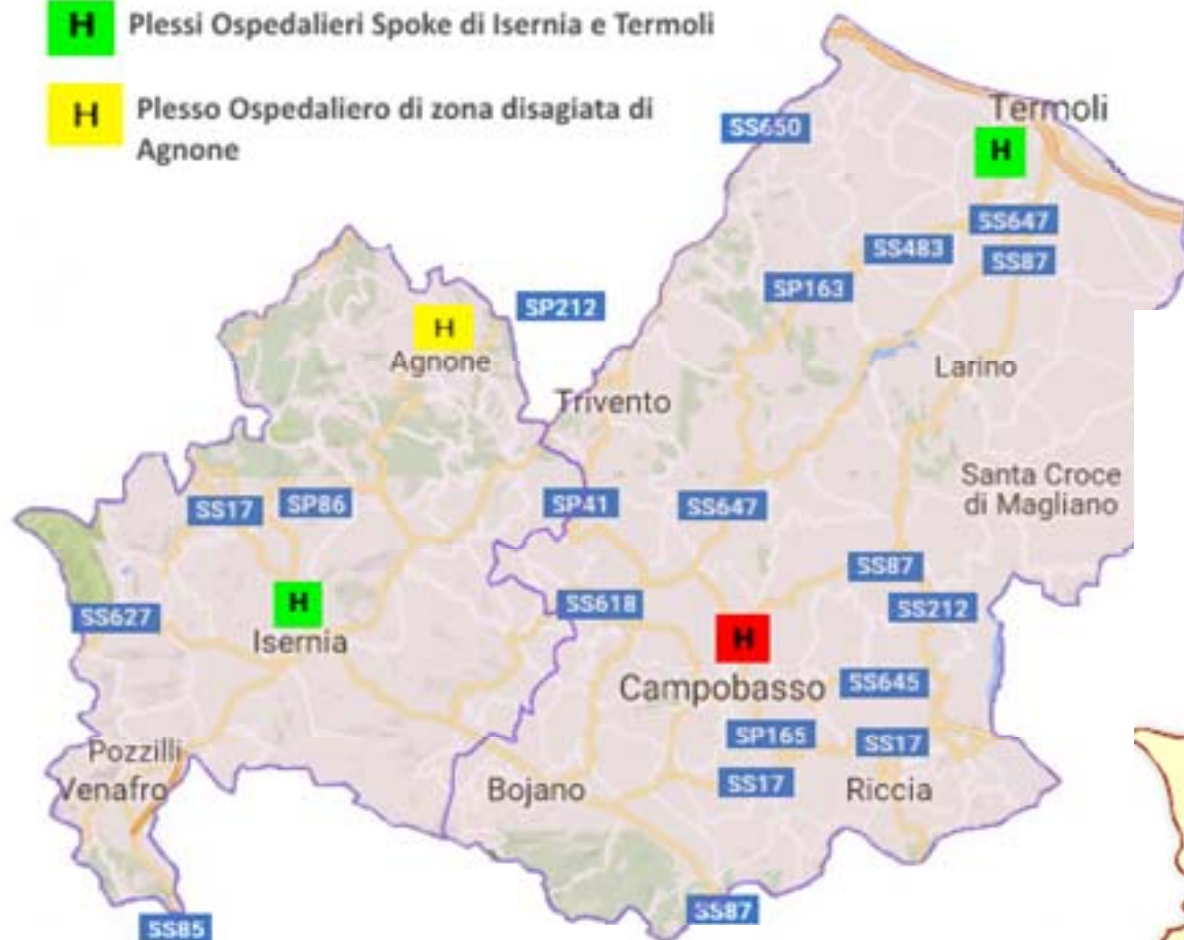 H Plessi Ospedalieri Spoke di Isernia e Termoli
H Plesso Ospedaliero di zona disagiata di
Agnone
Termoli
SS650
H
SS647
SS483
SS87
SP163
SP212
H
Agnone
Larino
Trivento
Santa Croce
di Magliano
SS17
SP86
SP41
SS647
SS87
H
SS618
SS212
SS627
Isernia
H
Campobasso
SS645
SP165
SS17
Pozzilli
Venafro
Bojano
SS17
Riccia
SS87
SS85